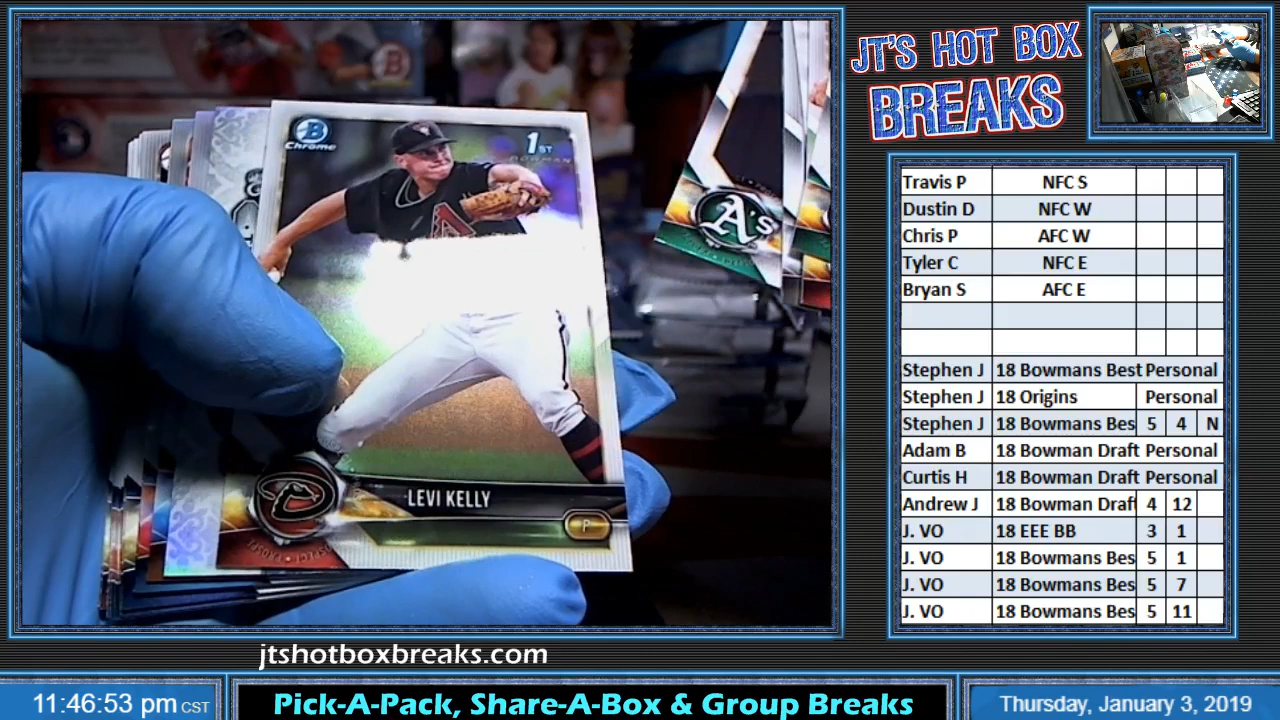 JT'S HOT BOX
BREAKS
Chrome
1ST
BOWMAN
A's
LEVI KELLY
P
Travis P NFC S
Dustin D NFC W
Chris P AFC W
Tyler C NFC E
Bryan S AFC E
Stephen J 18 Bowmans Best Personal
Stephen J 18 Origins Personal
Stephen J 18 Bowmans Bes 5 4 N
Adam B 18 Bowman Draft Personal
Curtis H 18 Bowman Draft Personal
Andrew J 18 Bowman Draft 4 12
J. VO 18 EEE BB 3 1
J. VO 18 Bowmans Bes 5 1
J. VO 18 Bowmans Bes 5 7
J. VO 18 Bowmans Bes 5 11
jtshotboxbreaks.com
11:46:53 pm CST
Pick-A-Pack, Share-A-Box & Group Breaks
Thursday, January 3, 2019